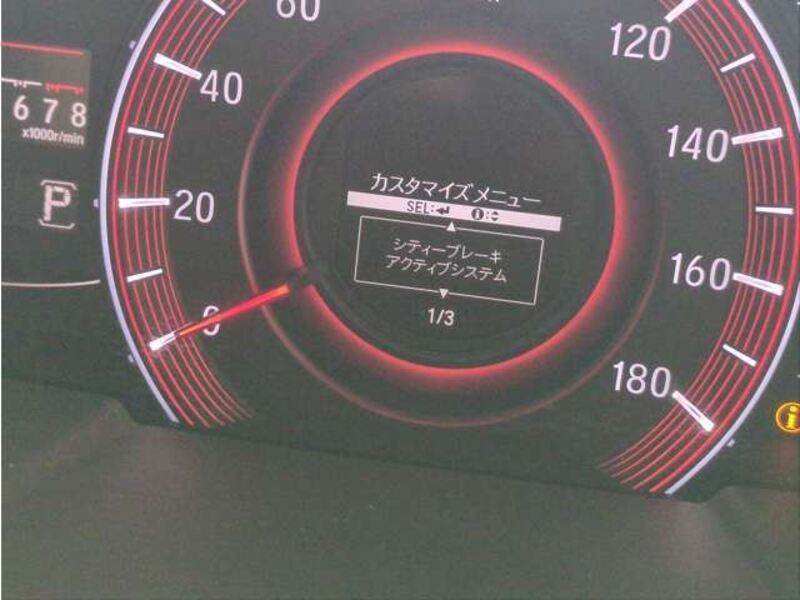 60
120
40
6 7 8
x1000r/min
140
P
20
カスタマイズメニュー
SEL:↵ i:
▲
シティーブレーキ
アクティブシステム
▼
1/3
160
0
180
i